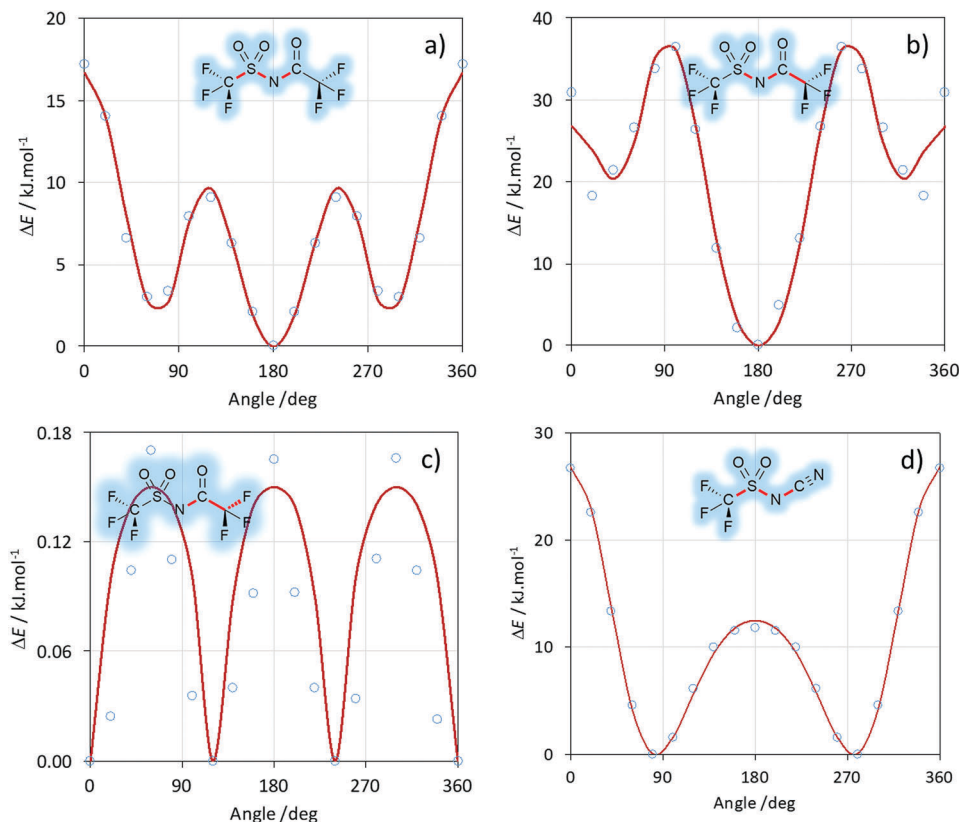 a)
20
15
10
5
0
ΔE / kJ.mol⁻¹
0 90 180 270 360
Angle /deg
O O O
F S F
F C N F
F F
b)
40
30
20
10
0
ΔE / kJ.mol⁻¹
0 90 180 270 360
Angle /deg
O O O
F S F
F C N F
F F
c)
0.18
0.12
0.06
0.00
ΔE / kJ.mol⁻¹
0 90 180 270 360
Angle /deg
O O O
F S C F
F C N C F
F F
d)
30
20
10
0
ΔE / kJ.mol⁻¹
0 90 180 270 360
Angle /deg
O O N
F S C
F C N
F